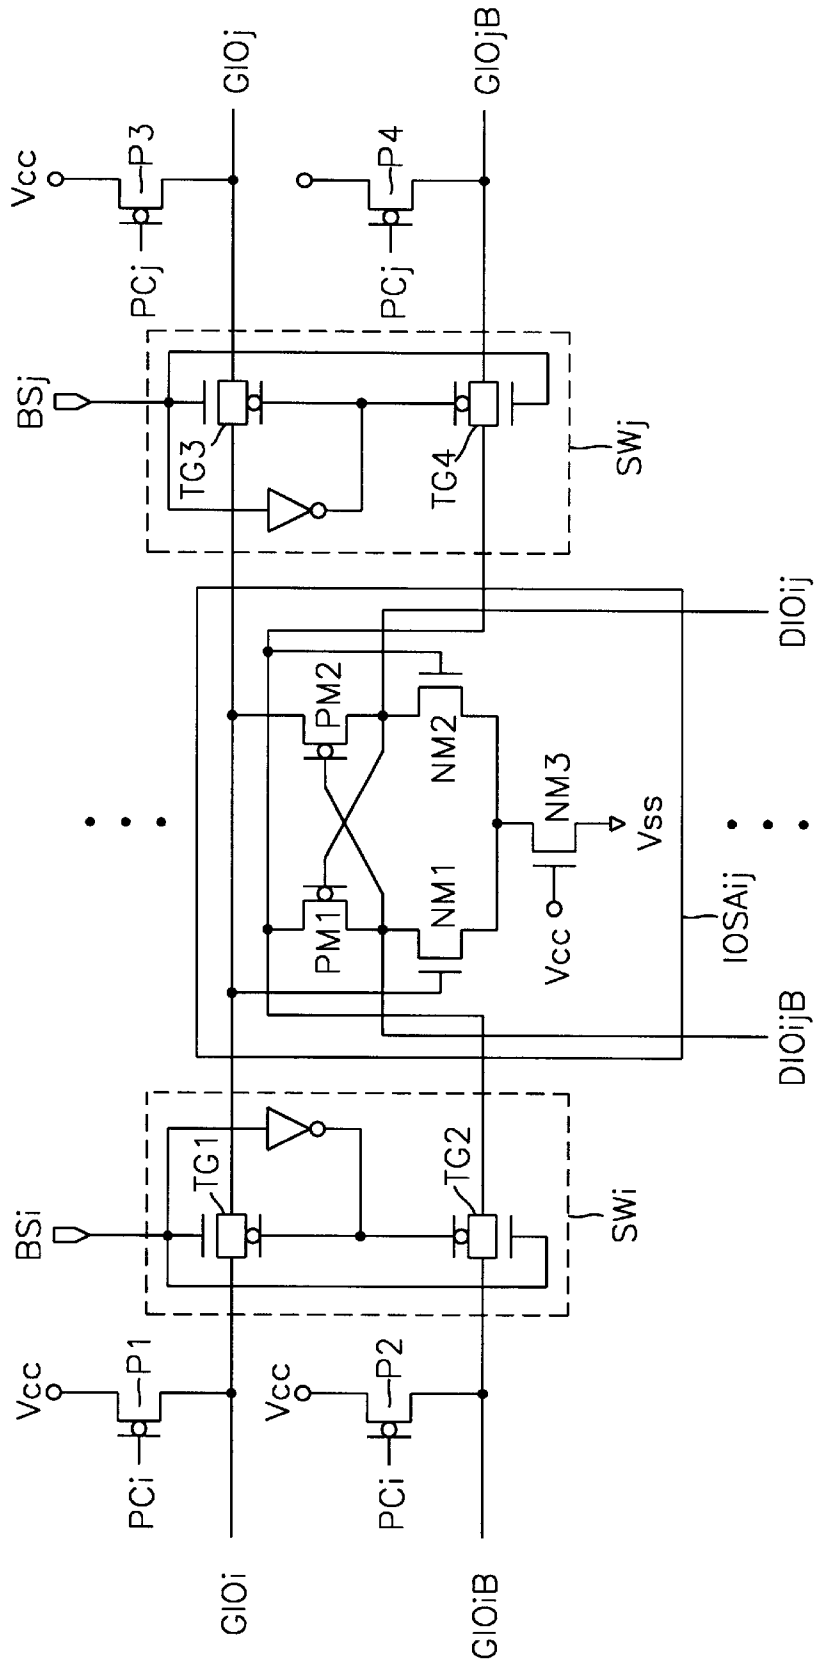 Vcc
P3
PCj
GIOj
P4
PCj
GIOjB
BSj
TG3
TG4
SWj
PM2
NM2
DIOij
NM3
Vss
Vcc
PM1
NM1
IOSAij
DIOijB
BSi
TG1
TG2
SWi
Vcc
P1
PCi
GIOi
Vcc
P2
PCi
GIOiB